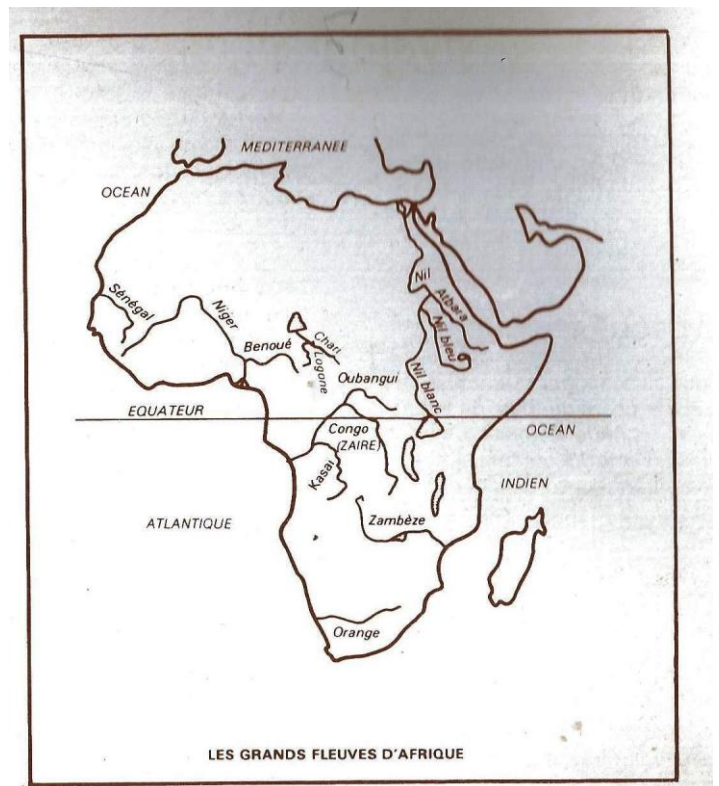 MEDITERRANEE
OCEAN
Nil
Atbara
Sénégal
Niger
Nil bleu
Benoué
Chari
Logone
Nil blanc
Oubangui
EQUATEUR
Congo
(ZAIRE)
OCEAN
Kasai
INDIEN
ATLANTIQUE
Zambèze
Orange
LES GRANDS FLEUVES D'AFRIQUE